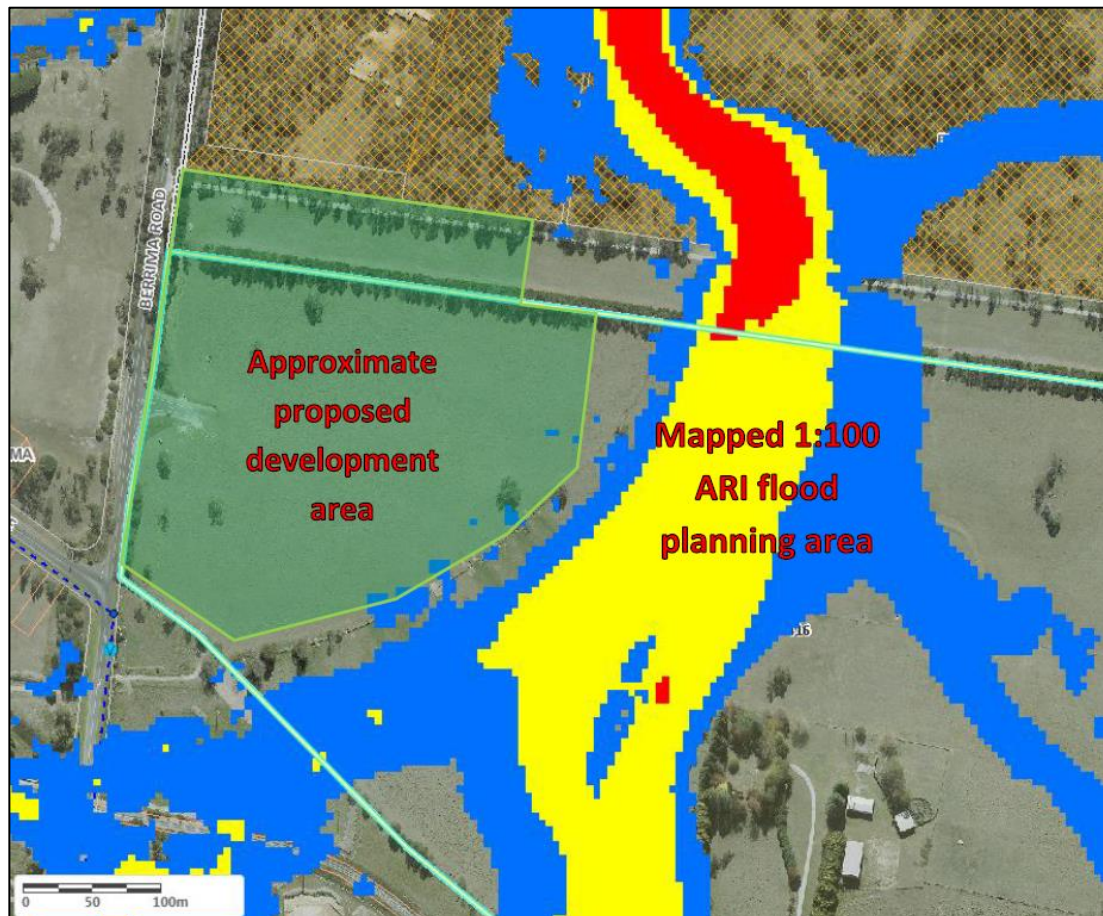 BERRIMA ROAD
Approximate
proposed
development
area
Mapped 1:100
ARI flood
planning area
MA
16
0 50 100m